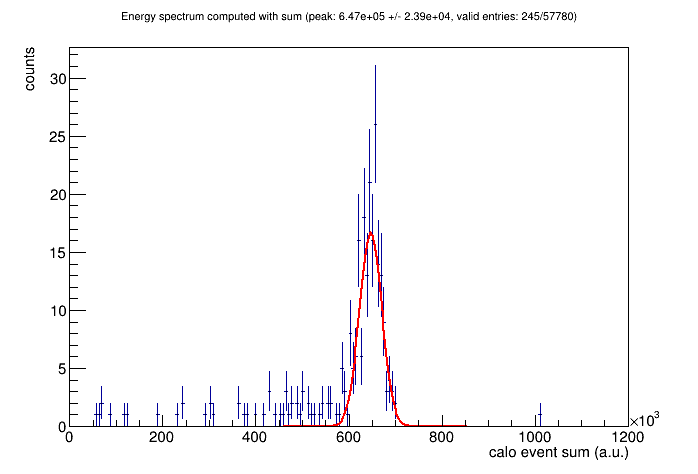 Energy spectrum computed with sum (peak: 6.47e+05 +/- 2.39e+04, valid entries: 245/57780)
counts
30
25
20
15
10
5
0
0 200 400 600 800 1000 1200
×10³
calo event sum (a.u.)